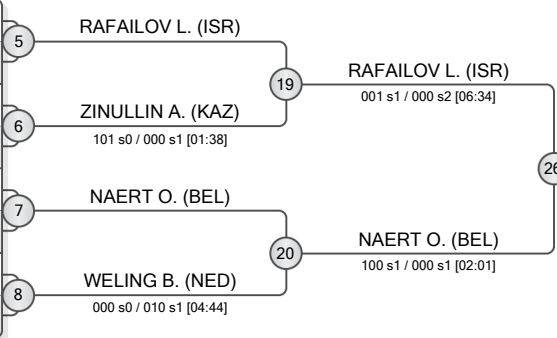 RAFAILOV L. (ISR)
5
19
RAFAILOV L. (ISR)
001 s1 / 000 s2 [06:34]
ZINULLIN A. (KAZ)
6
101 s0 / 000 s1 [01:38]
26
NAERT O. (BEL)
7
20
NAERT O. (BEL)
100 s1 / 000 s1 [02:01]
WELING B. (NED)
8
000 s0 / 010 s1 [04:44]